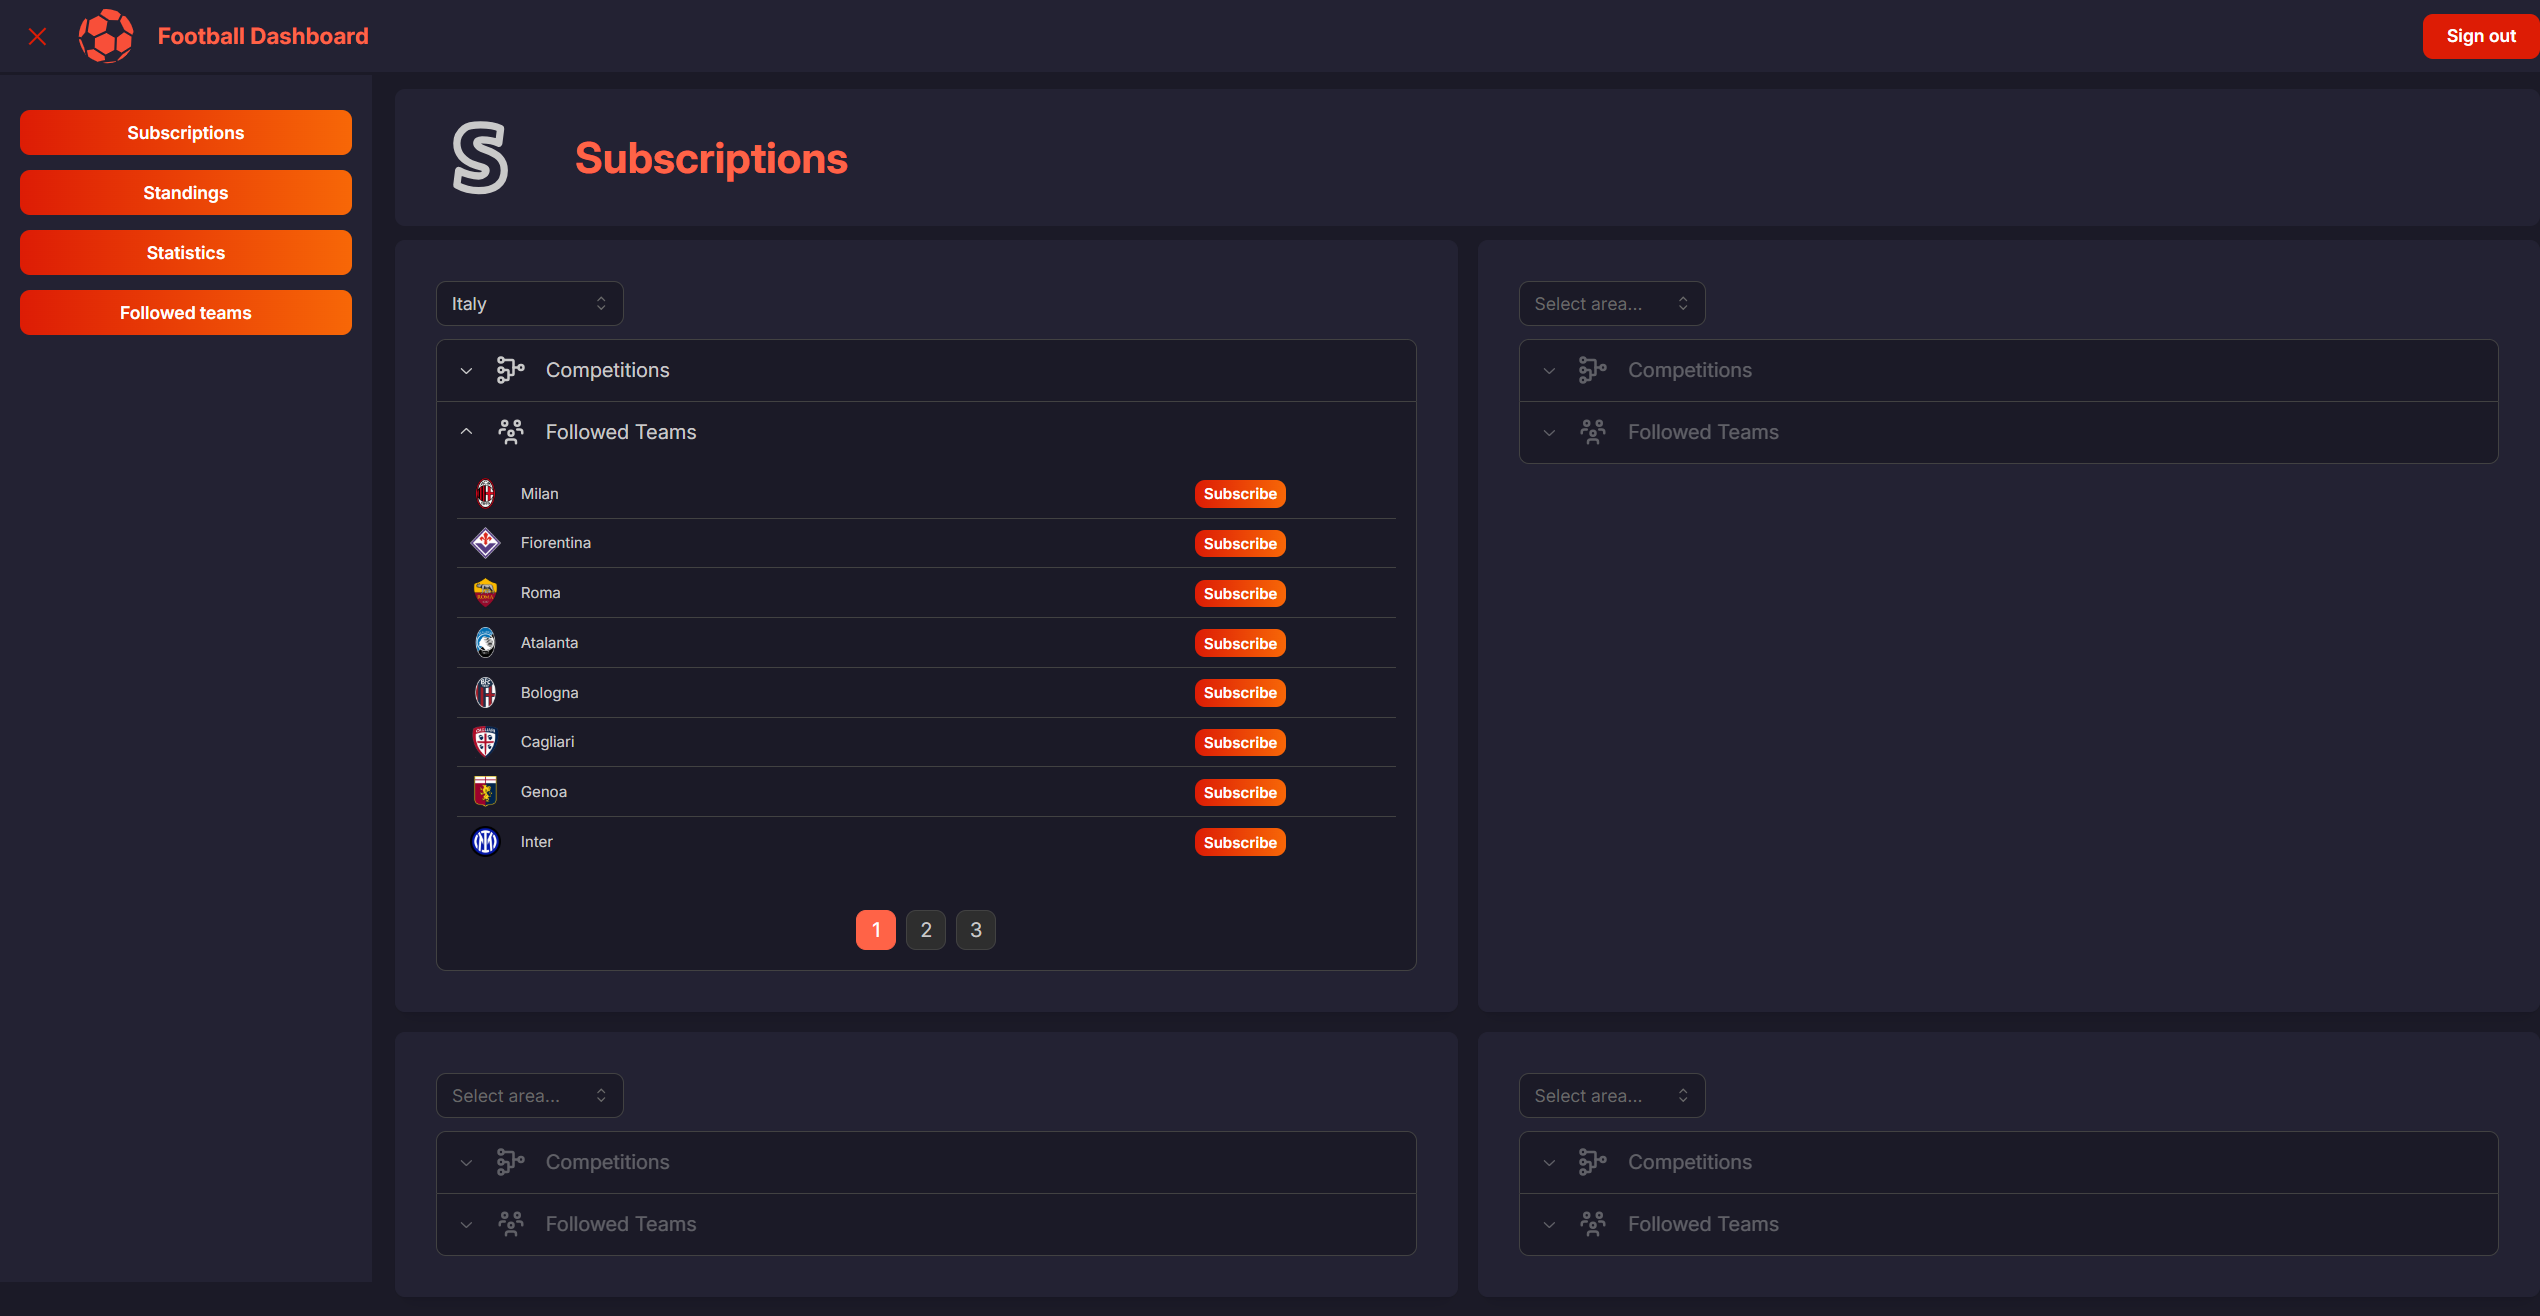 Football Dashboard
Sign out
Subscriptions
Standings
Statistics
Followed teams
S
Subscriptions
Italy
Competitions
Followed Teams
Milan Subscribe
Fiorentina Subscribe
Roma Subscribe
Atalanta Subscribe
Bologna Subscribe
Cagliari Subscribe
Genoa Subscribe
Inter Subscribe
1 2 3
Select area...
Competitions
Followed Teams
Select area...
Competitions
Followed Teams
Select area...
Competitions
Followed Teams